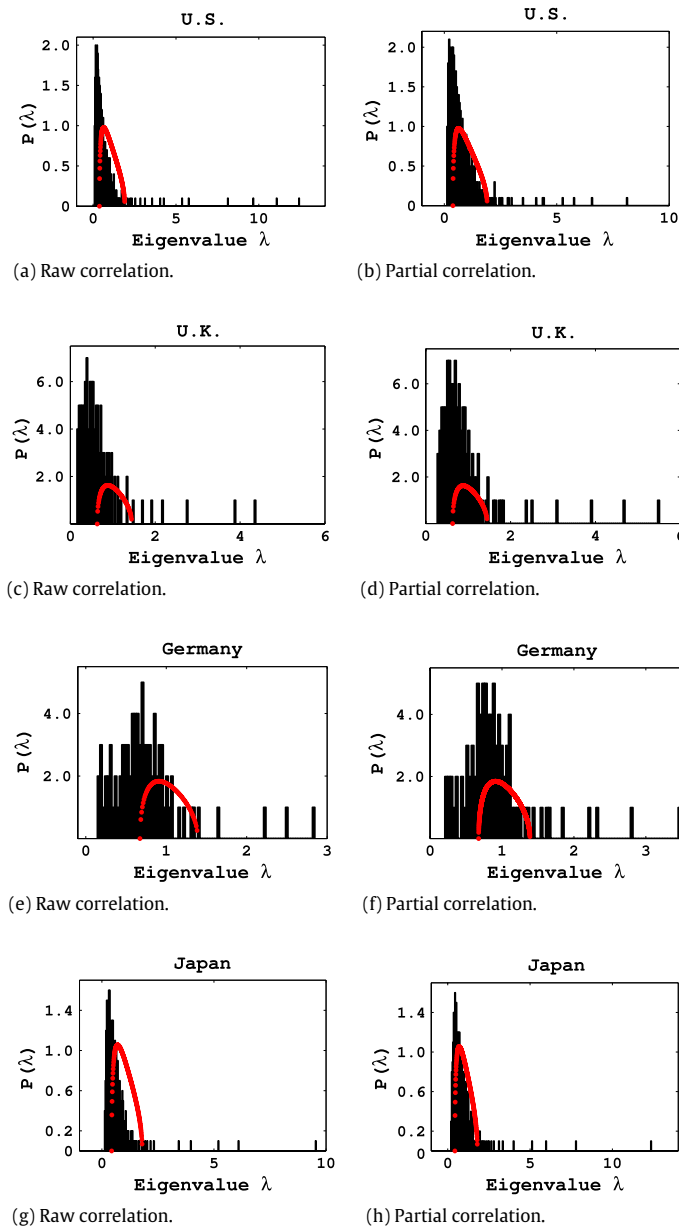 U.S.
P(λ)
2.0
1.5
1.0
0.5
0
0 5 10
Eigenvalue λ
(a) Raw correlation.
U.S.
P(λ)
2.0
1.5
1.0
0.5
0
0 5 10
Eigenvalue λ
(b) Partial correlation.
U.K.
P(λ)
6.0
4.0
2.0
0 2 4 6
Eigenvalue λ
(c) Raw correlation.
U.K.
P(λ)
6.0
4.0
2.0
0 2 4 6
Eigenvalue λ
(d) Partial correlation.
Germany
P(λ)
4.0
2.0
0 1 2 3
Eigenvalue λ
(e) Raw correlation.
Germany
P(λ)
4.0
2.0
0 1 2 3
Eigenvalue λ
(f) Partial correlation.
Japan
P(λ)
1.4
1.0
0.6
0.2
0
0 5 10
Eigenvalue λ
(g) Raw correlation.
Japan
P(λ)
1.4
1.0
0.6
0.2
0
0 5 10
Eigenvalue λ
(h) Partial correlation.